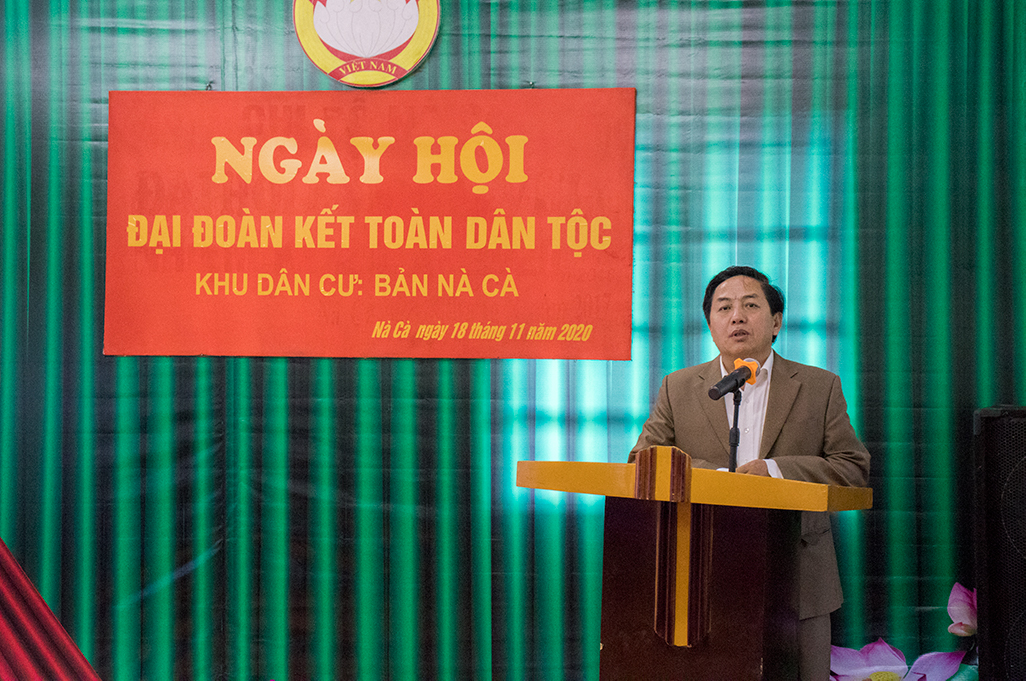 VIỆT NAM
NGÀY HỘI
ĐẠI ĐOÀN KẾT TOÀN DÂN TỘC
KHU DÂN CƯ: BẢN NÀ CÀ
Nà Cà ngày 18 tháng 11 năm 2020